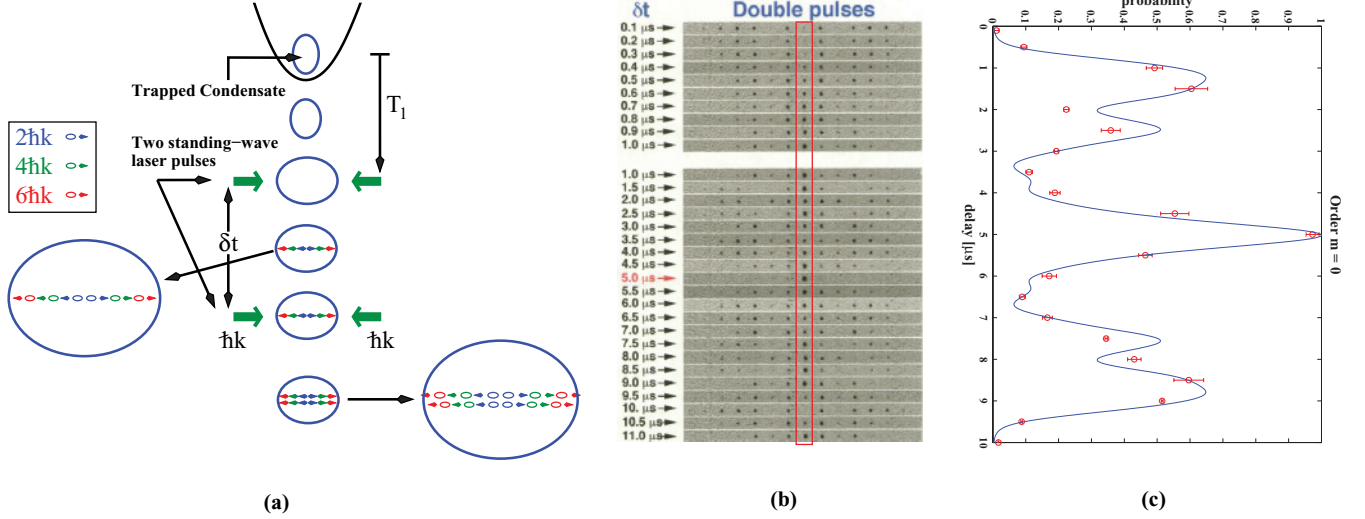 Trapped Condensate
T₁
2ħk
4ħk
6ħk
Two standing−wave
laser pulses
δt
ħk
ħk
(a)
δt Double pulses
0.1 μs
0.2 μs
0.3 μs
0.4 μs
0.5 μs
0.6 μs
0.7 μs
0.8 μs
0.9 μs
1.0 μs
1.0 μs
1.5 μs
2.0 μs
2.5 μs
3.0 μs
3.5 μs
4.0 μs
4.5 μs
5.0 μs
5.5 μs
6.0 μs
6.5 μs
7.0 μs
8.0 μs
8.5 μs
9.0 μs
9.5 μs
10. μs
10.5 μs
11.0 μs
(b)
Order m = 0
probability
0 0.1 0.2 0.3 0.4 0.5 0.6 0.7 0.8 0.9 1
0 1 2 3 4 5 6 7 8 9 10
delay [μs]
(c)